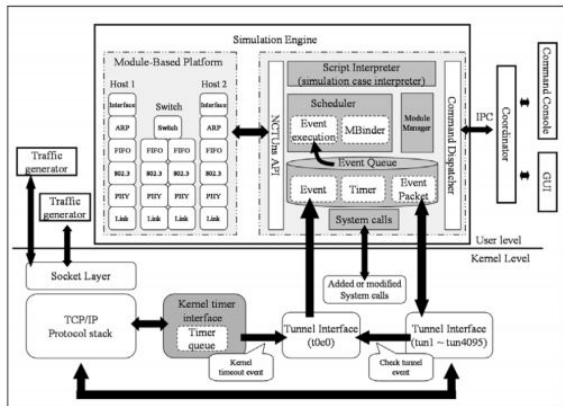 Simulation Engine
Module-Based Platform
Host 1
Host 2
Switch
Interface
Interface
ARP
Switch
ARP
FIFO
FIFO
FIFO
FIFO
802.3
802.3
802.3
802.3
PHY
PHY
PHY
PHY
Link
Link
Link
Link
NCTUns API
Script Interpreter
(simulation case interpreter)
Scheduler
Event
execution
MBinder
Module
Manager
Event Queue
Event
Timer
Event
Packet
System calls
Command Dispatcher
IPC
Coordinator
Command Console
GUI
Traffic
generator
Traffic
generator
User level
Kernel Level
Socket Layer
TCP/IP
Protocol stack
Kernel timer
interface
Timer
queue
Kernel
timeout event
Tunnel Interface
(t0e0)
Added or modified
System calls
Check tunnel
event
Tunnel Interface
(tun1 ~ tun4095)